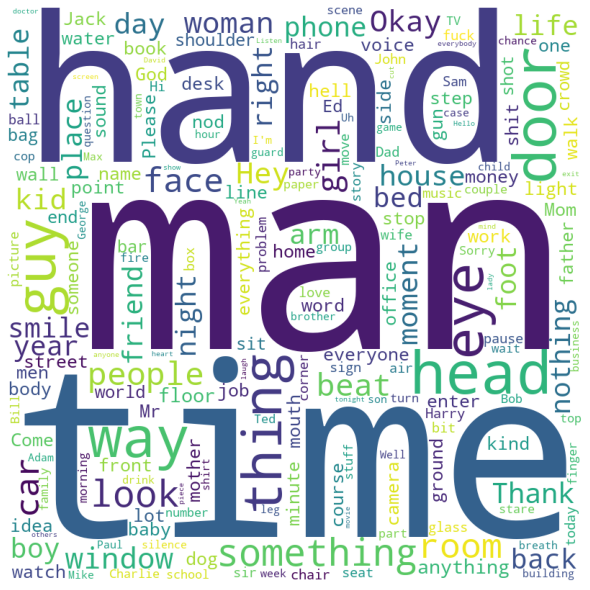 hand
man
time
head
door
guy
way
thing
something
eye
look
car
room
people
face
girl
woman
kid
place
table
day
right
phone
Okay
life
Hey
house
bed
arm
foot
nothing
moment
night
friend
smile
year
beat
window
boy
back
Thank
anything
Jack
water
book
God
Hi
Please
sound
bag
ball
cop
wall
name
point
end
someone
picture
street
men
body
Come
idea
watch
Mr
world
floor
job
front
lot
baby
mother
minute
course
camera
ground
kind
dog
sir
chair
seat
school
Charlie
Mike
Paul
Adam
Bill
family
others
morning
drink
number
piece
shirt
silence
week
leg
Ted
stuff
movie
part
glass
stare
today
finger
breath
building
top
business
father
Mom
work
Sorry
mind
lady
wait
pause
Harry
bit
Bob
enter
everyone
sign
air
mouth
corner
son
turn
tonight
laugh
heart
anyone
sit
word
love
brother
wife
group
home
box
fire
bar
George
problem
everything
line
story
paper
party
move
guard
I'm
hour
town
Max
question
screen
David
doctor
shoulder
desk
nod
hair
voice
scene
TV
Listen
fuck
everybody
chance
John
hell
side
Ed
Uh
Sam
gun
step
shot
shit
case
Hello
game
Dad
Peter
child
couple
money
music
stop
office
light
exit
walk
crowd
one
show
yeah
Well
cut